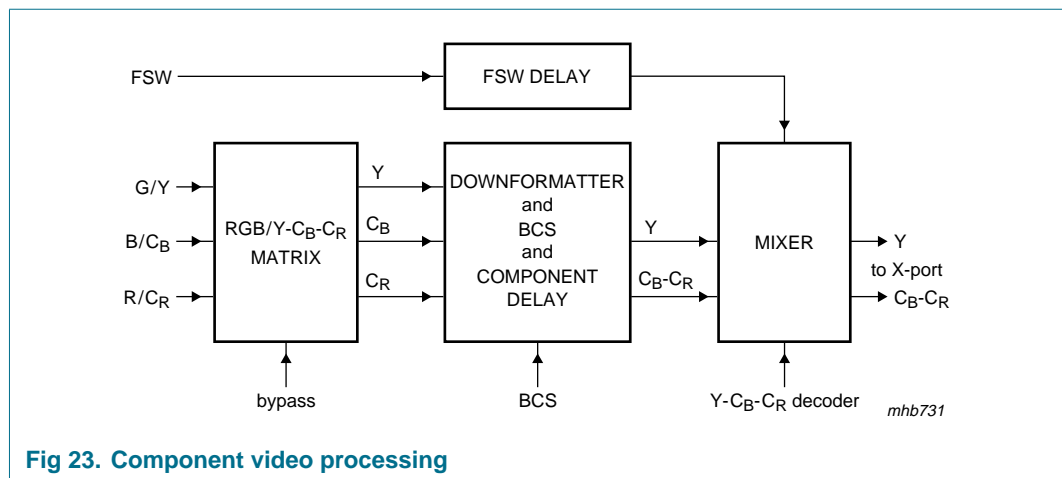 FSW
FSW DELAY
G/Y
B/CB
R/CR
RGB/Y-CB-CR
MATRIX
bypass
Y
CB
CR
DOWNFORMATTER
and
BCS
and
COMPONENT
DELAY
BCS
Y
CB-CR
MIXER
Y-CB-CR decoder
Y
to X-port
CB-CR
mhb731
Fig 23. Component video processing